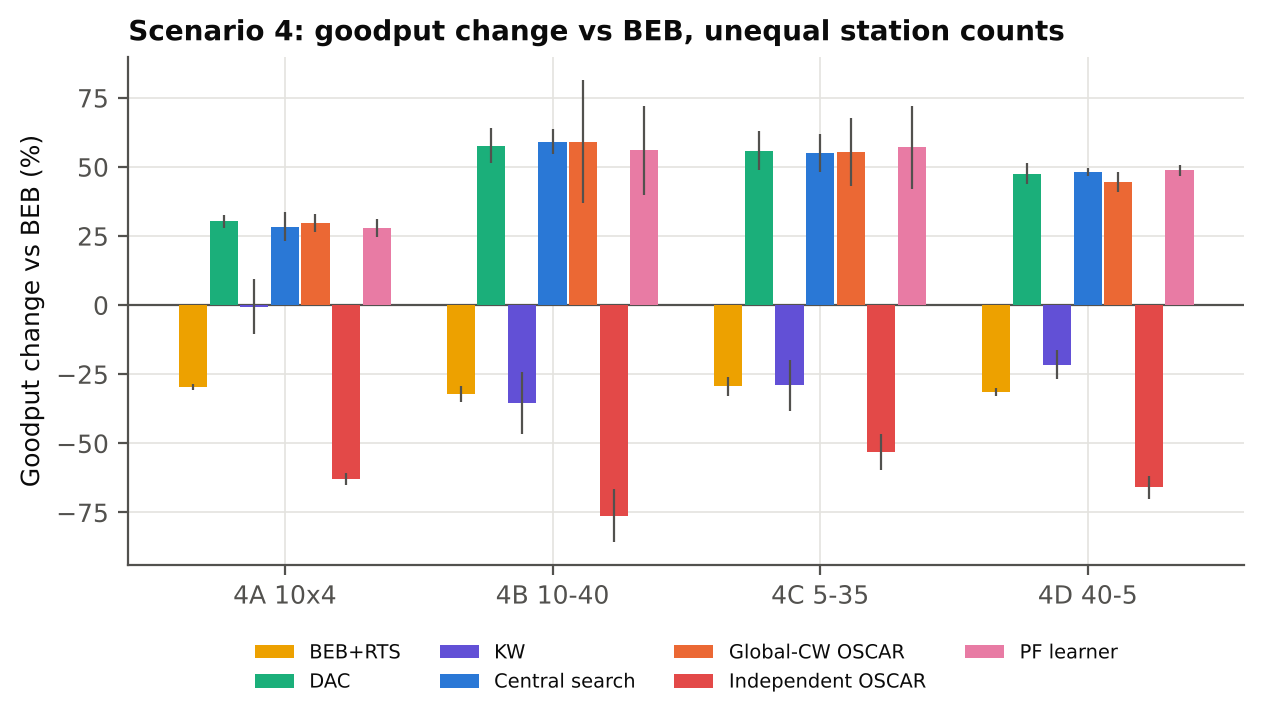 Scenario 4: goodput change vs BEB, unequal station counts
Goodput change vs BEB (%)
75
50
25
0
−25
−50
−75
4A 10x4
4B 10-40
4C 5-35
4D 40-5
BEB+RTS
KW
Global-CW OSCAR
PF learner
DAC
Central search
Independent OSCAR